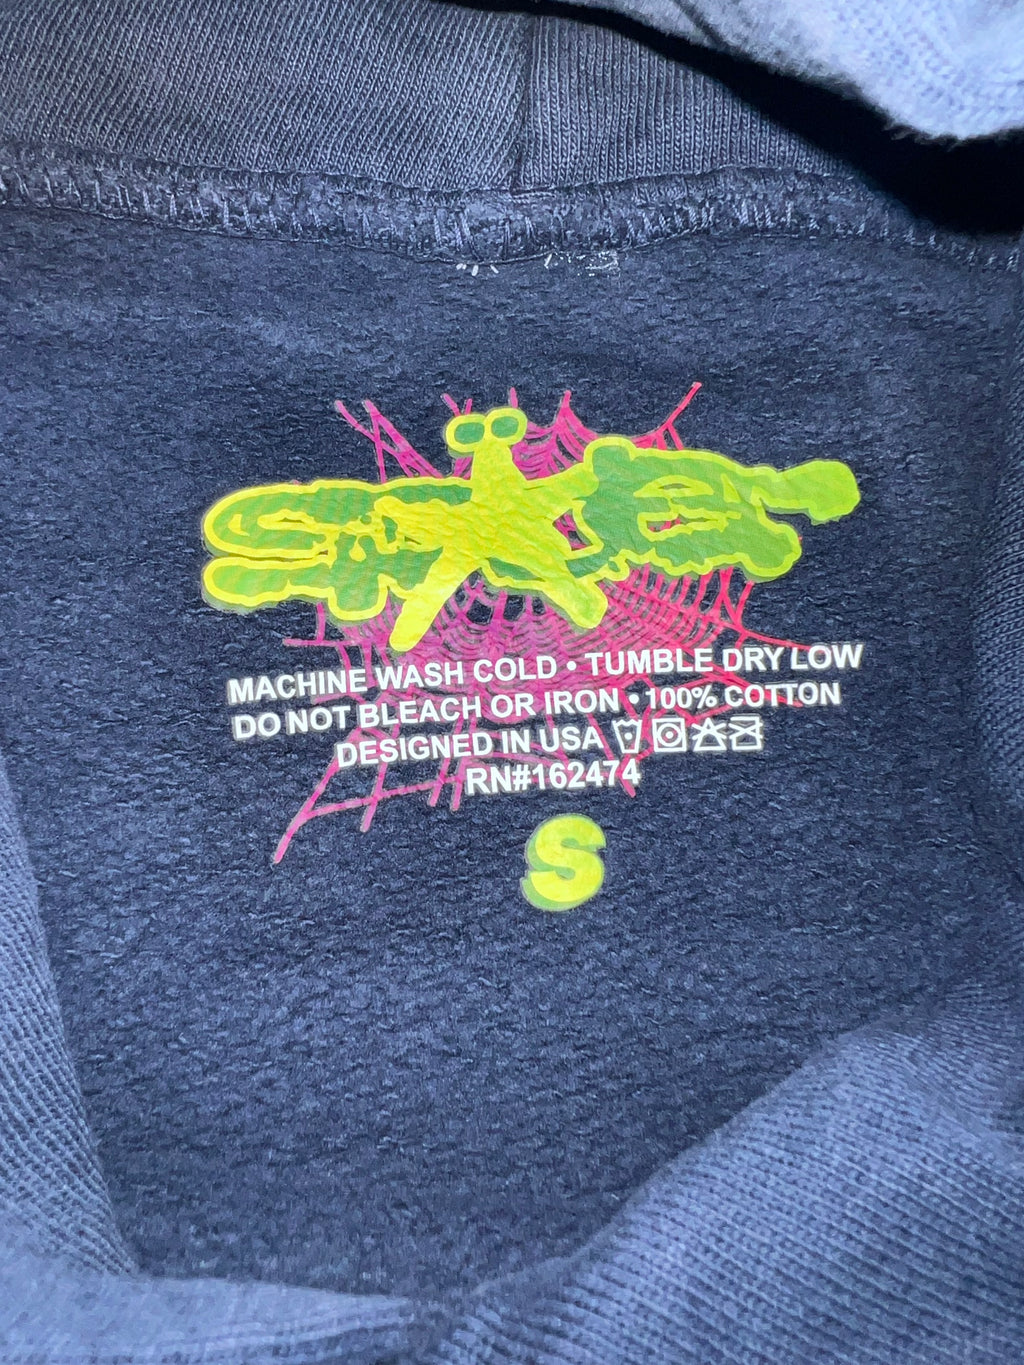 MACHINE WASH COLD • TUMBLE DRY LOW
DO NOT BLEACH OR IRON • 100% COTTON
DESIGNED IN USA
RN#162474
S